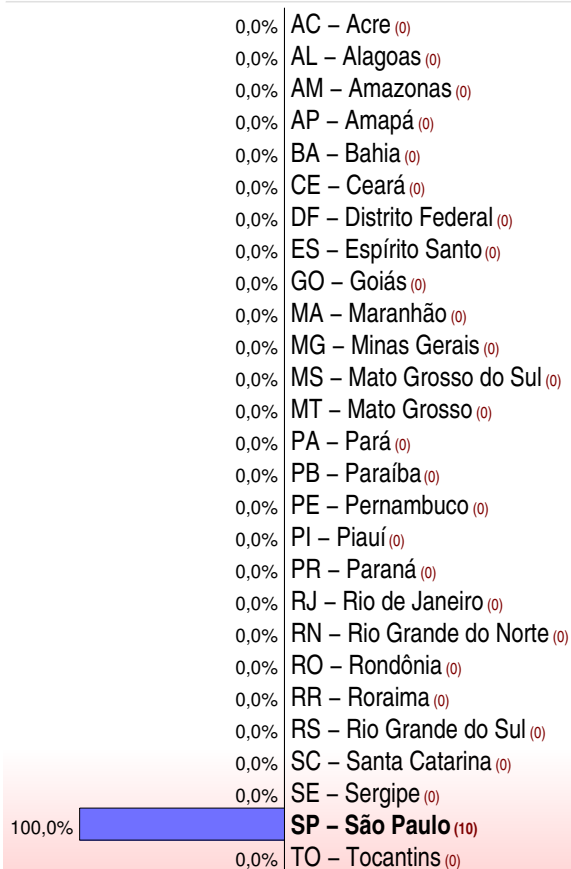 0,0% AC – Acre (0)
0,0% AL – Alagoas (0)
0,0% AM – Amazonas (0)
0,0% AP – Amapá (0)
0,0% BA – Bahia (0)
0,0% CE – Ceará (0)
0,0% DF – Distrito Federal (0)
0,0% ES – Espírito Santo (0)
0,0% GO – Goiás (0)
0,0% MA – Maranhão (0)
0,0% MG – Minas Gerais (0)
0,0% MS – Mato Grosso do Sul (0)
0,0% MT – Mato Grosso (0)
0,0% PA – Pará (0)
0,0% PB – Paraíba (0)
0,0% PE – Pernambuco (0)
0,0% PI – Piauí (0)
0,0% PR – Paraná (0)
0,0% RJ – Rio de Janeiro (0)
0,0% RN – Rio Grande do Norte (0)
0,0% RO – Rondônia (0)
0,0% RR – Roraima (0)
0,0% RS – Rio Grande do Sul (0)
0,0% SC – Santa Catarina (0)
0,0% SE – Sergipe (0)
100,0% SP – São Paulo (10)
0,0% TO – Tocantins (0)